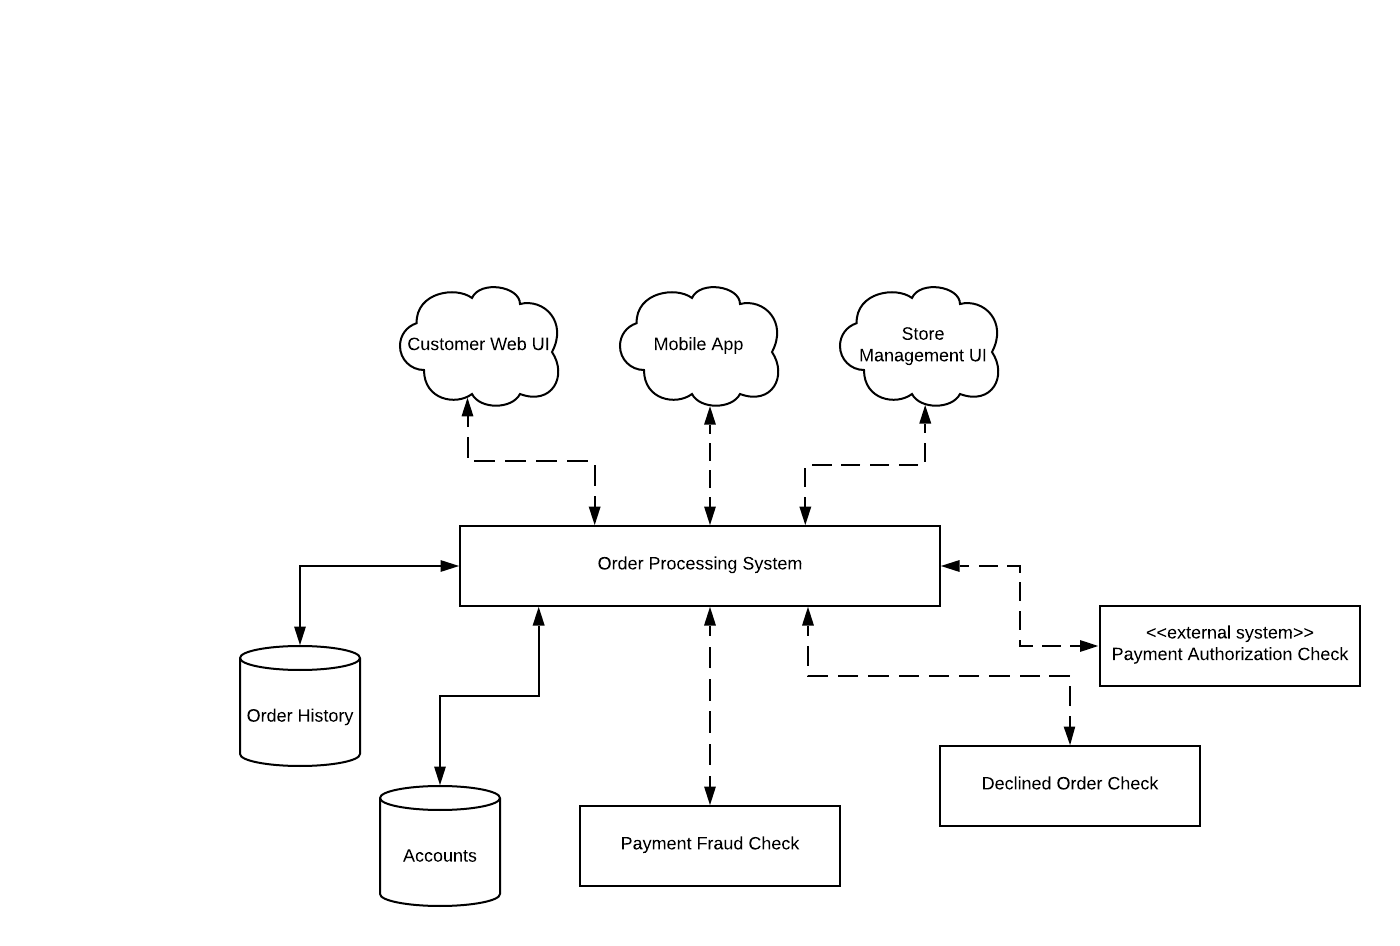 Customer Web UI
Mobile App
Store
Management UI
Order Processing System
<<external system>>
Payment Authorization Check
Order History
Declined Order Check
Payment Fraud Check
Accounts